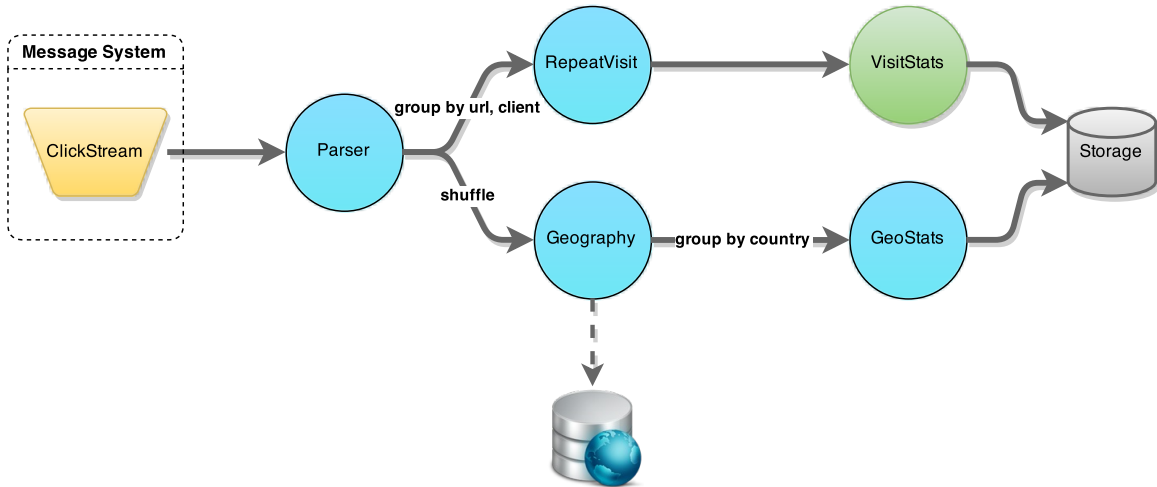 Message System
ClickStream
Parser
group by url, client
shuffle
RepeatVisit
VisitStats
Geography
group by country
GeoStats
Storage